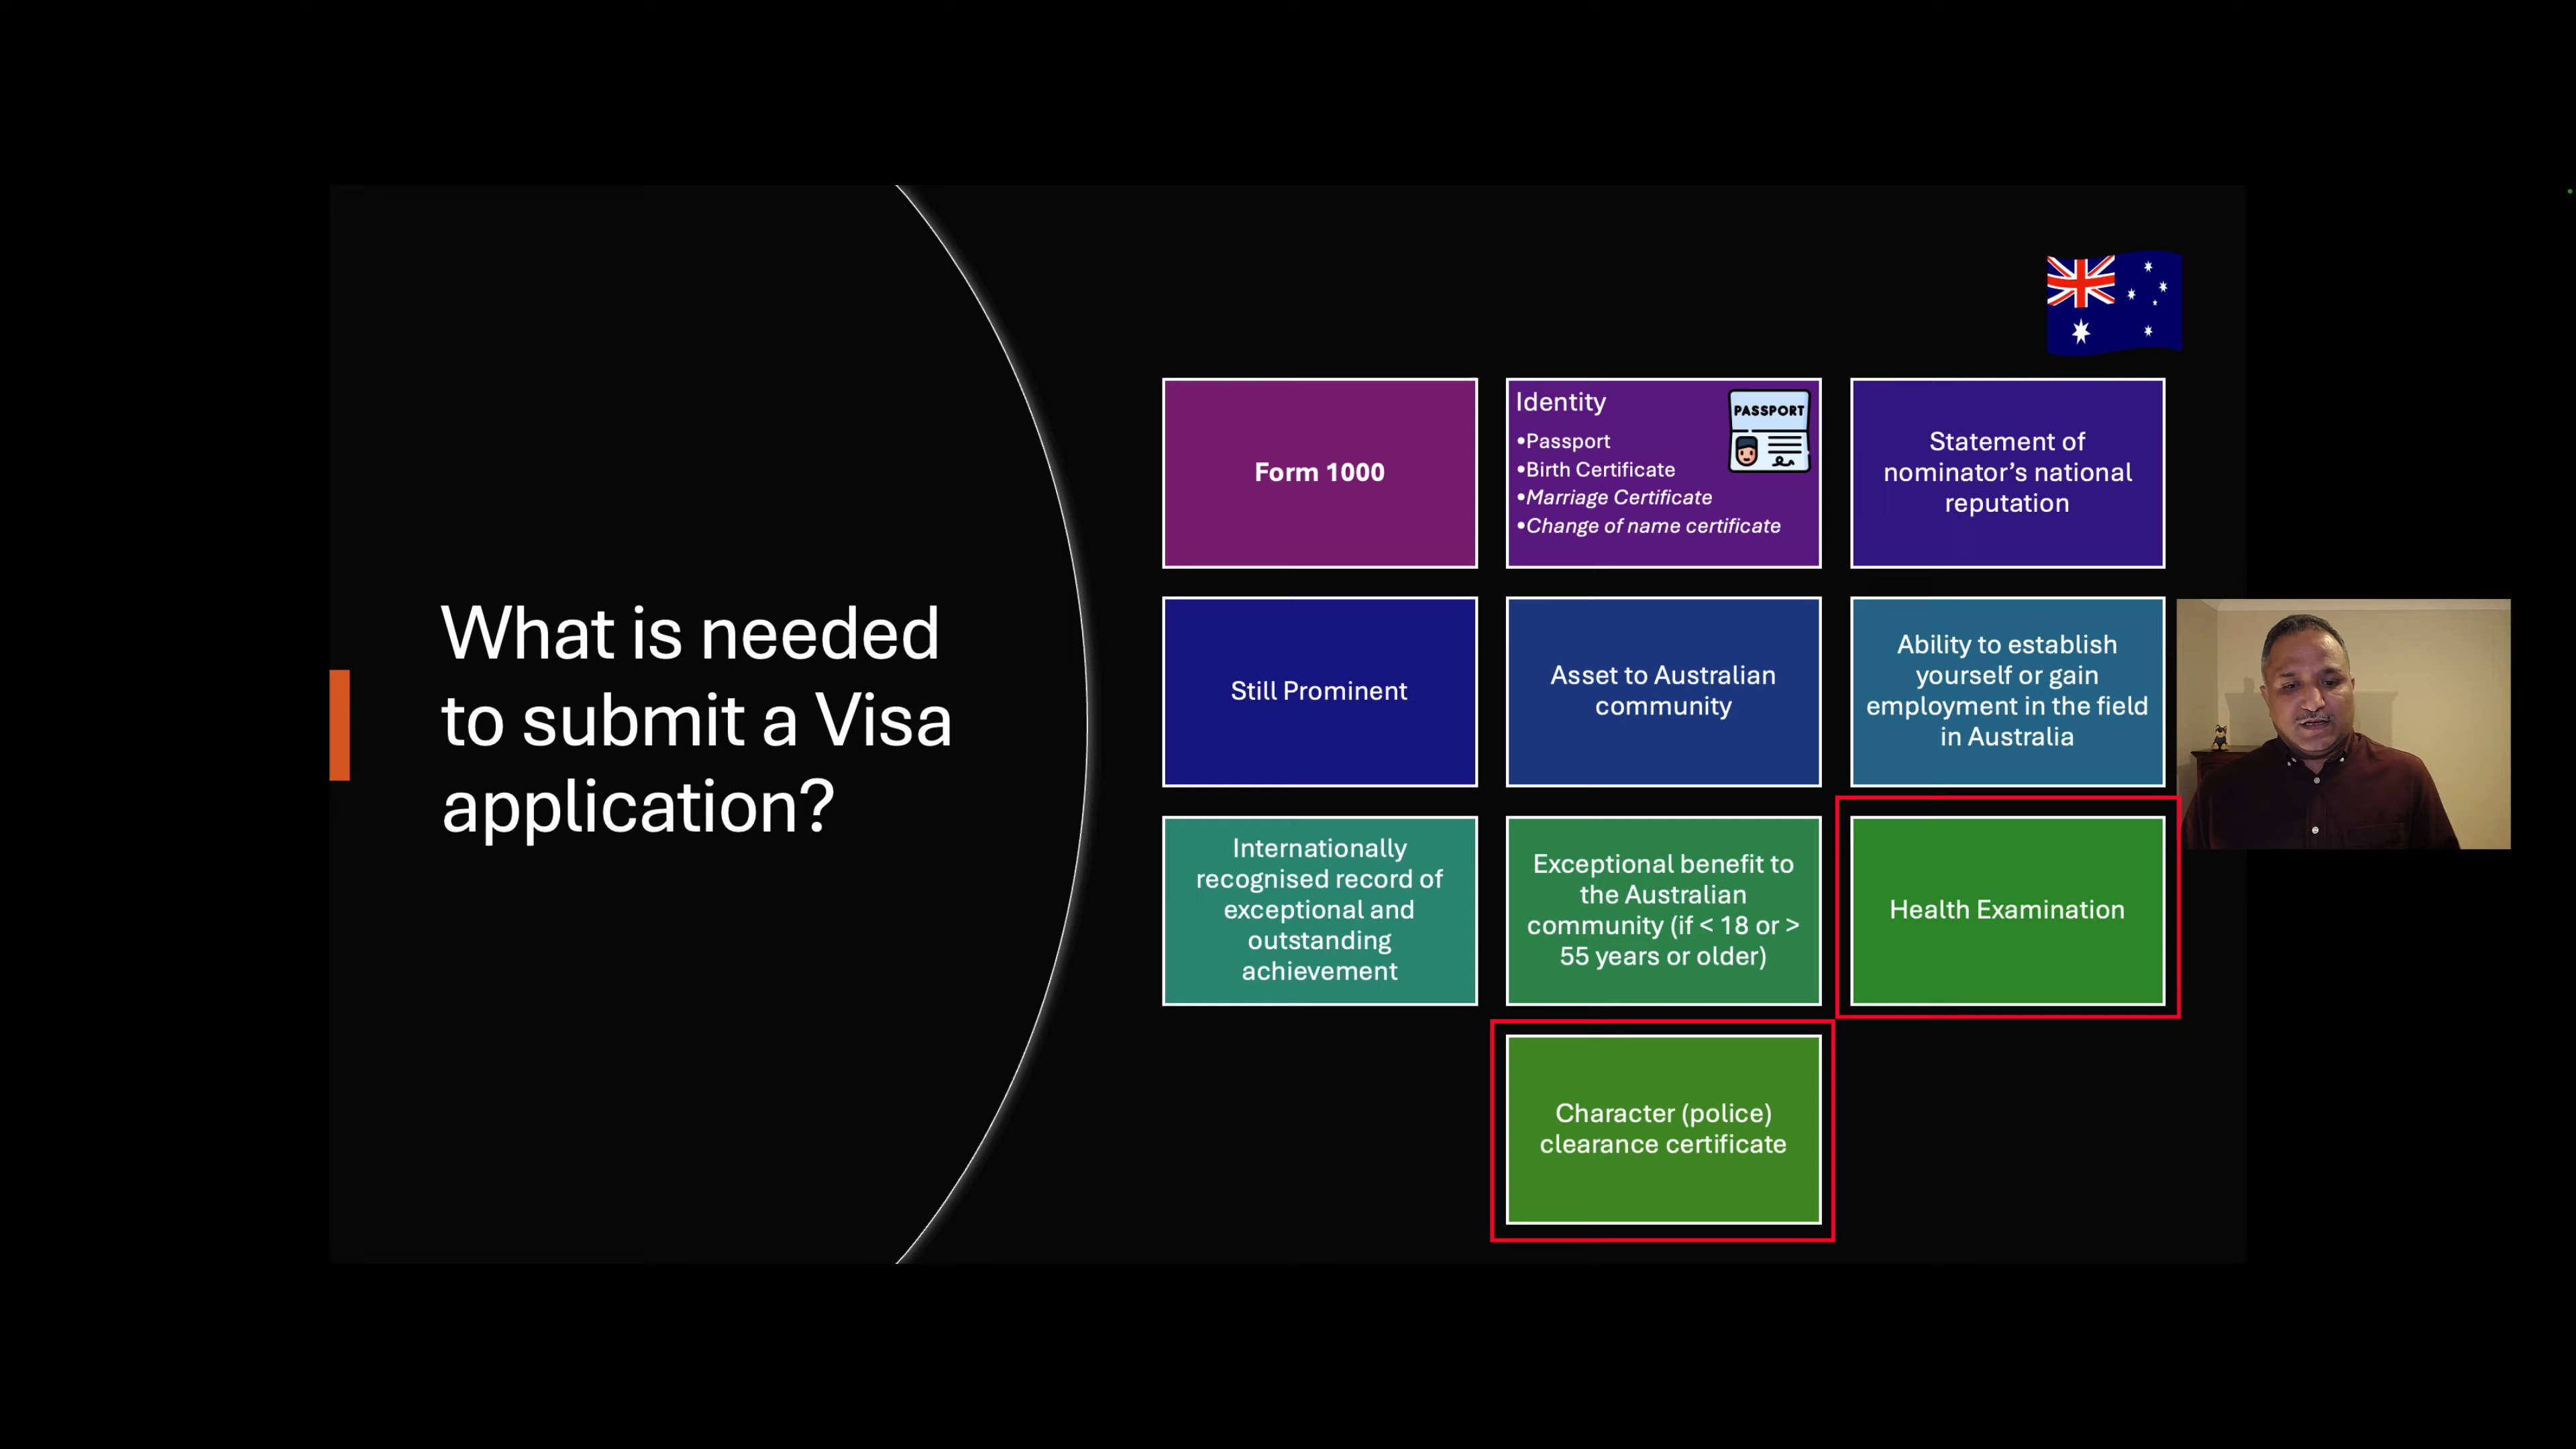 What is needed
to submit a Visa
application?
Form 1000
Identity
•Passport
•Birth Certificate
•Marriage Certificate
•Change of name certificate
PASSPORT
Statement of
nominator’s national
reputation
Still Prominent
Asset to Australian
community
Ability to establish
yourself or gain
employment in the field
in Australia
Internationally
recognised record of
exceptional and
outstanding
achievement
Exceptional benefit to
the Australian
community (if < 18 or >
55 years or older)
Health Examination
Character (police)
clearance certificate